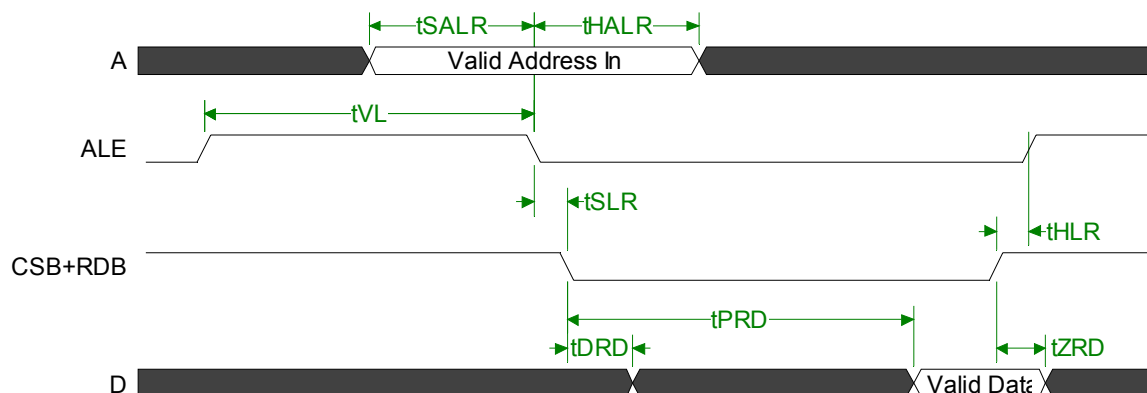 tSALR tHALR
A Valid Address In
tVL
ALE
tSLR
tHLR
CSB+RDB
tPRD
tDRD tZRD
D Valid Data